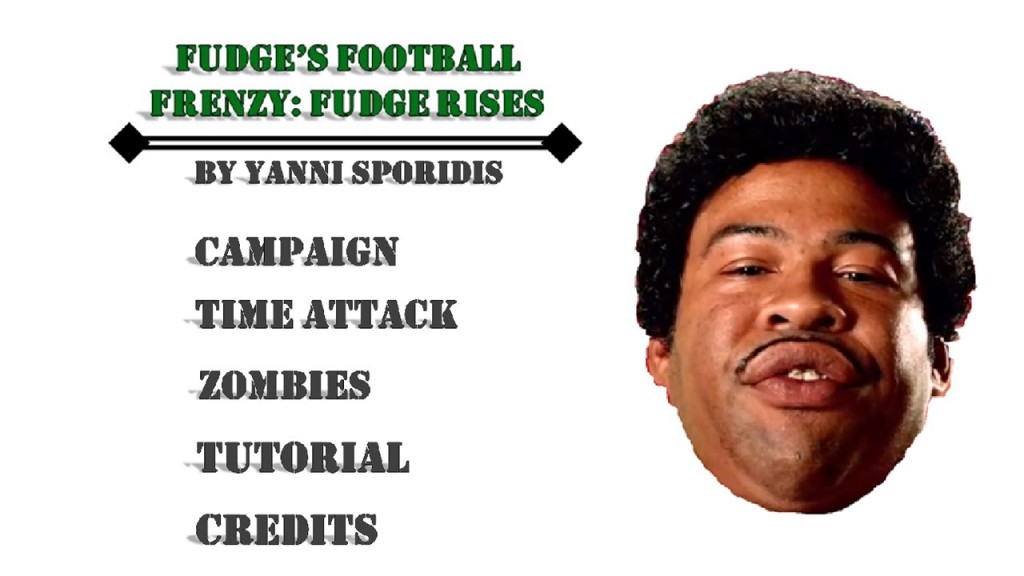 FUDGE’S FOOTBALL
FRENZY: FUDGE RISES
BY YANNI SPORIDIS
CAMPAIGN
TIME ATTACK
ZOMBIES
TUTORIAL
CREDITS